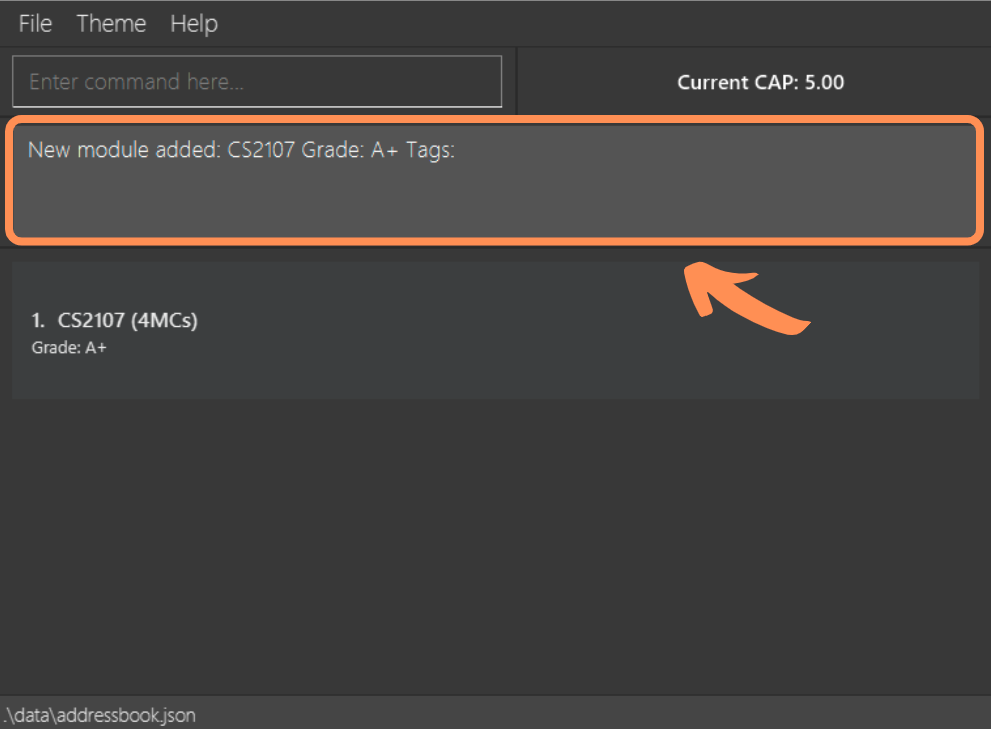 File Theme Help
Enter command here...
Current CAP: 5.00
New module added: CS2107 Grade: A+ Tags:
1. CS2107 (4MCs)
Grade: A+
.\data\addressbook.json